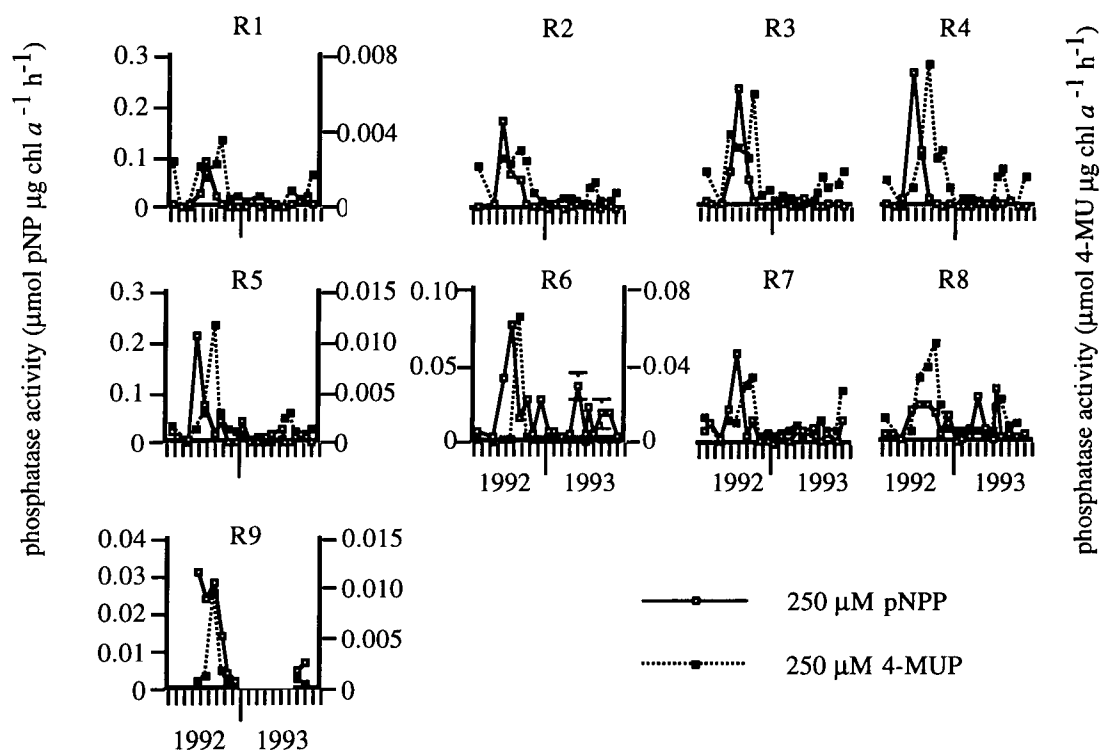 phosphatase activity (µmol pNP µg chl a ⁻¹ h⁻¹)
phosphatase activity (µmol 4-MU µg chl a ⁻¹ h⁻¹)
R1 R2 R3 R4
0.3 0.008
0.2 0.004
0.1
0 0
R5 R6 R7 R8
0.3 0.015 0.10 0.08
0.2 0.010
0.1 0.005 0.05 0.04
0 0 0 0
1992 1993 1992 1993 1992 1993
R9
0.04 0.015
0.03 0.010
0.02
0.01 0.005
0 0
1992 1993
250 µM pNPP
250 µM 4-MUP